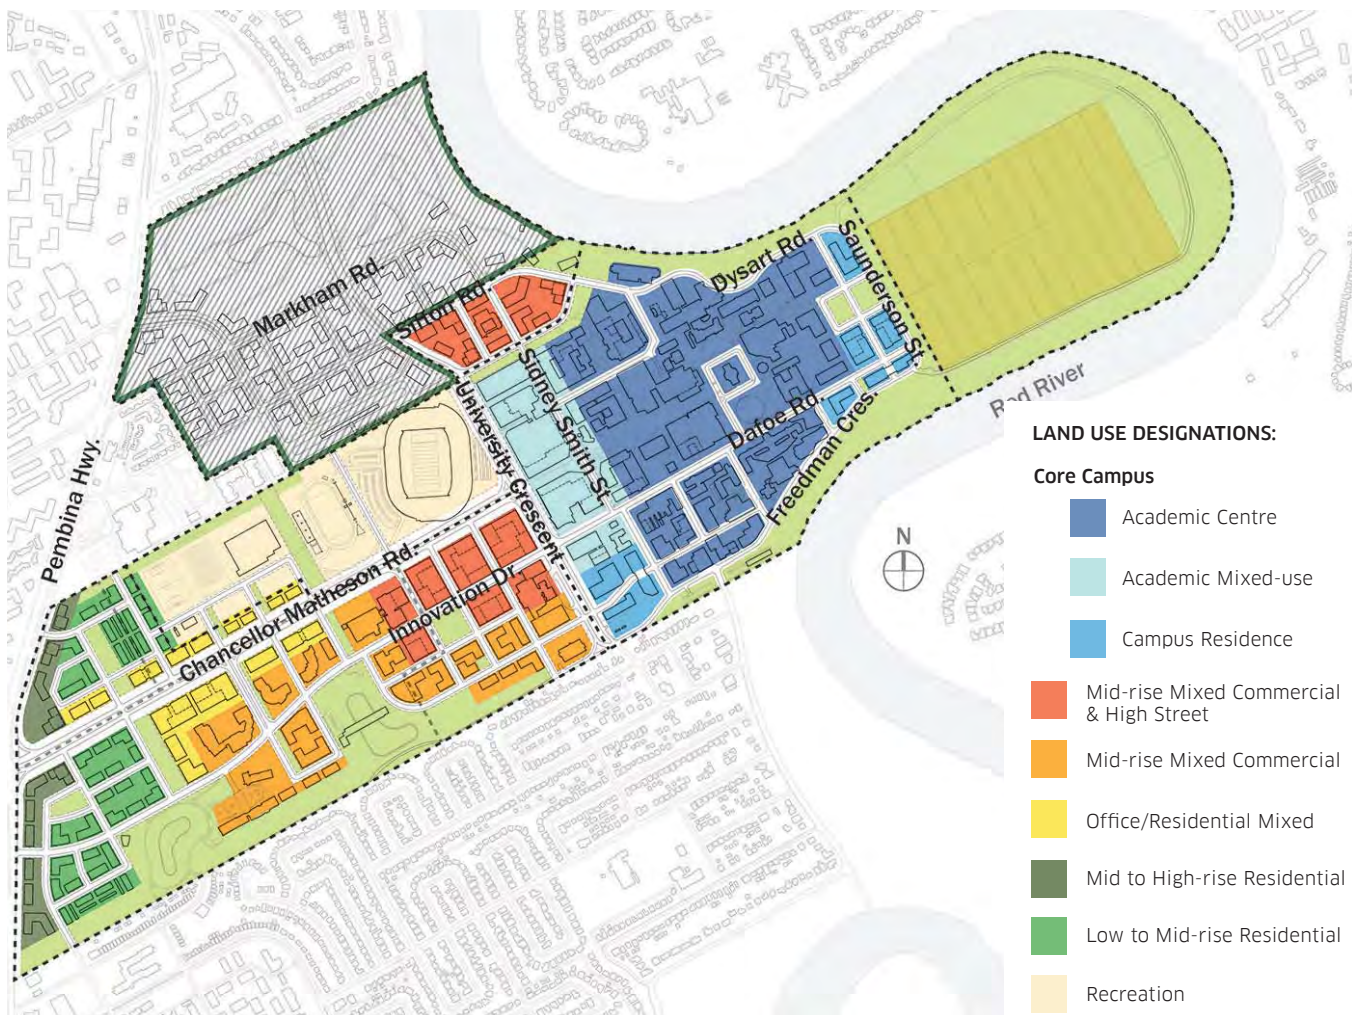 Markham Rd.
Sifton Rd.
Dysart Rd.
Saunderson St.
Sidney Smith St.
University Crescent
Dafoe Rd.
Freedman Cres.
Red River
Pembina Hwy.
Chancellor Matheson Rd.
Innovation Dr.
N
LAND USE DESIGNATIONS:
Core Campus
Academic Centre
Academic Mixed-use
Campus Residence
Mid-rise Mixed Commercial
& High Street
Mid-rise Mixed Commercial
Office/Residential Mixed
Mid to High-rise Residential
Low to Mid-rise Residential
Recreation